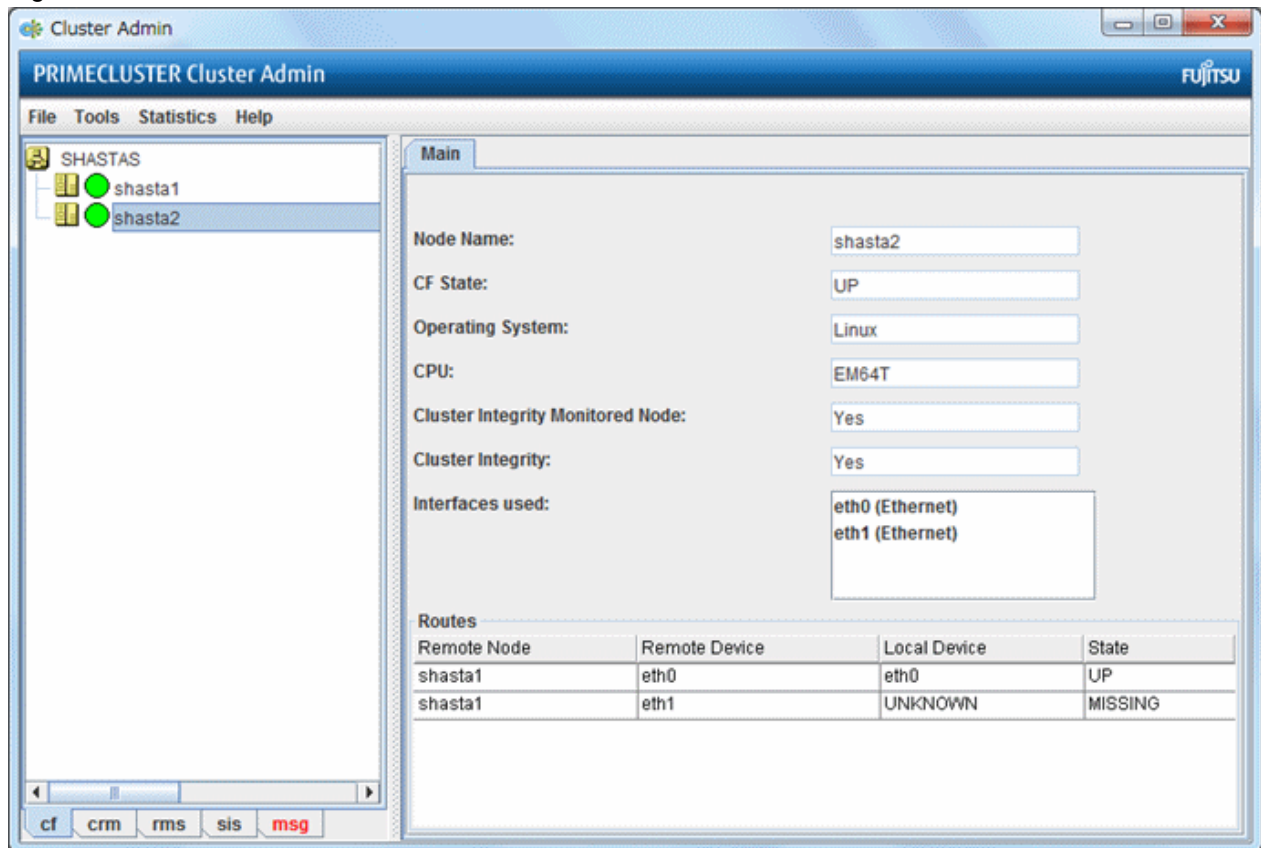 Cluster Admin
PRIMECLUSTER Cluster Admin
FUJITSU
File Tools Statistics Help
SHASTAS
shasta1
shasta2
Main
Node Name: shasta2
CF State: UP
Operating System: Linux
CPU: EM64T
Cluster Integrity Monitored Node: Yes
Cluster Integrity: Yes
Interfaces used: eth0 (Ethernet)
eth1 (Ethernet)
Routes
Remote Node Remote Device Local Device State
shasta1 eth0 eth0 UP
shasta1 eth1 UNKNOWN MISSING
cf crm rms sis msg